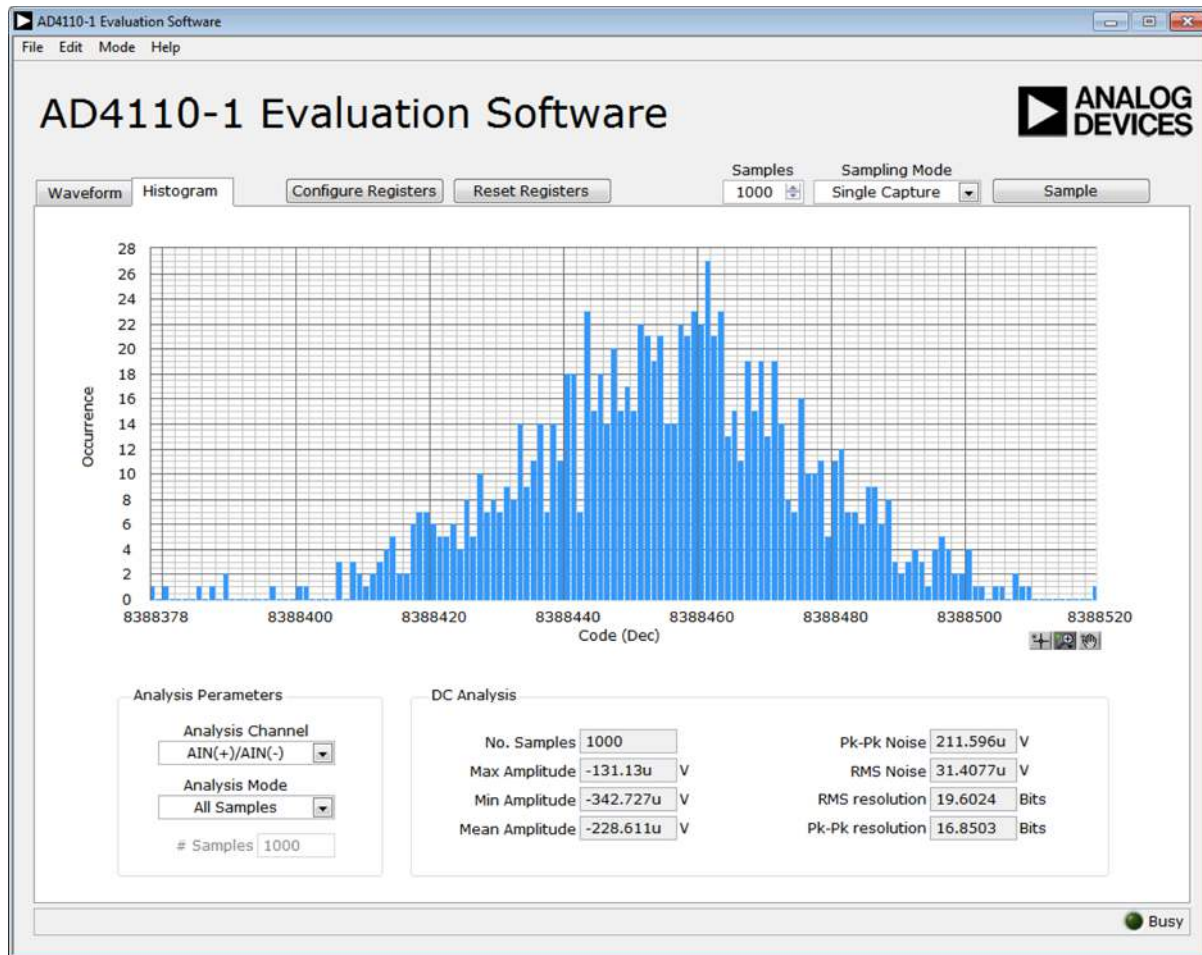 AD4110-1 Evaluation Software
File Edit Mode Help
AD4110-1 Evaluation Software
ANALOG
DEVICES
Samples Sampling Mode
Waveform Histogram Configure Registers Reset Registers 1000 Single Capture Sample
28
26
24
22
20
18
16
14
12
10
8
6
4
2
0
Occurrence
8388378 8388400 8388420 8388440 8388460 8388480 8388500 8388520
Code (Dec)
Analysis Perameters
Analysis Channel
AIN(+)/AIN(-)
Analysis Mode
All Samples
# Samples 1000
DC Analysis
No. Samples 1000
Max Amplitude -131.13u V
Min Amplitude -342.727u V
Mean Amplitude -228.611u V
Pk-Pk Noise 211.596u V
RMS Noise 31.4077u V
RMS resolution 19.6024 Bits
Pk-Pk resolution 16.8503 Bits
Busy